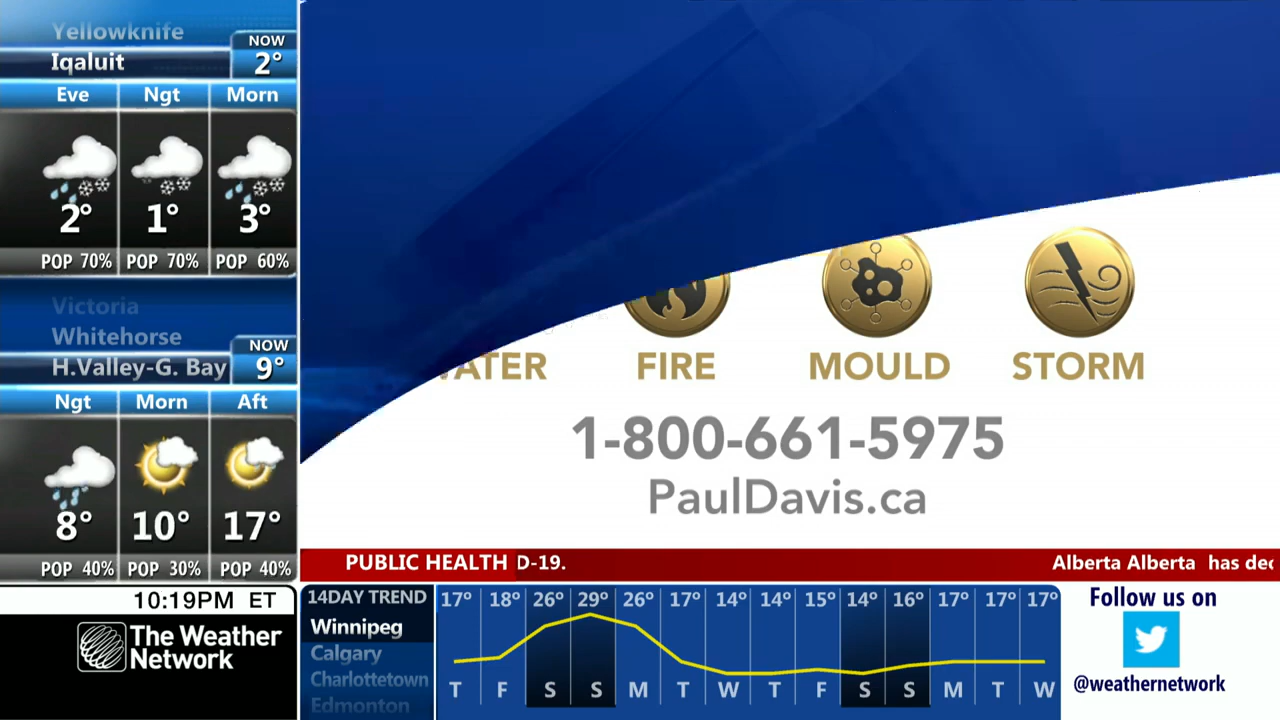 Yellowknife
Iqaluit
NOW
2°
Eve Ngt Morn
2° 1° 3°
POP 70% POP 70% POP 60%
Victoria
Whitehorse
H.Valley-G. Bay
NOW
9°
Ngt Morn Aft
8° 10° 17°
POP 40% POP 30% POP 40%
10:19PM ET
The Weather
Network
ATER FIRE MOULD STORM
1-800-661-5975
PaulDavis.ca
PUBLIC HEALTH D-19. Alberta Alberta has dec
14DAY TREND
Winnipeg
Calgary
Charlottetown
Edmonton
17° 18° 26° 29° 26° 17° 14° 14° 15° 14° 16° 17° 17° 17°
T F S S M T W T F S S M T W
Follow us on
@weathernetwork